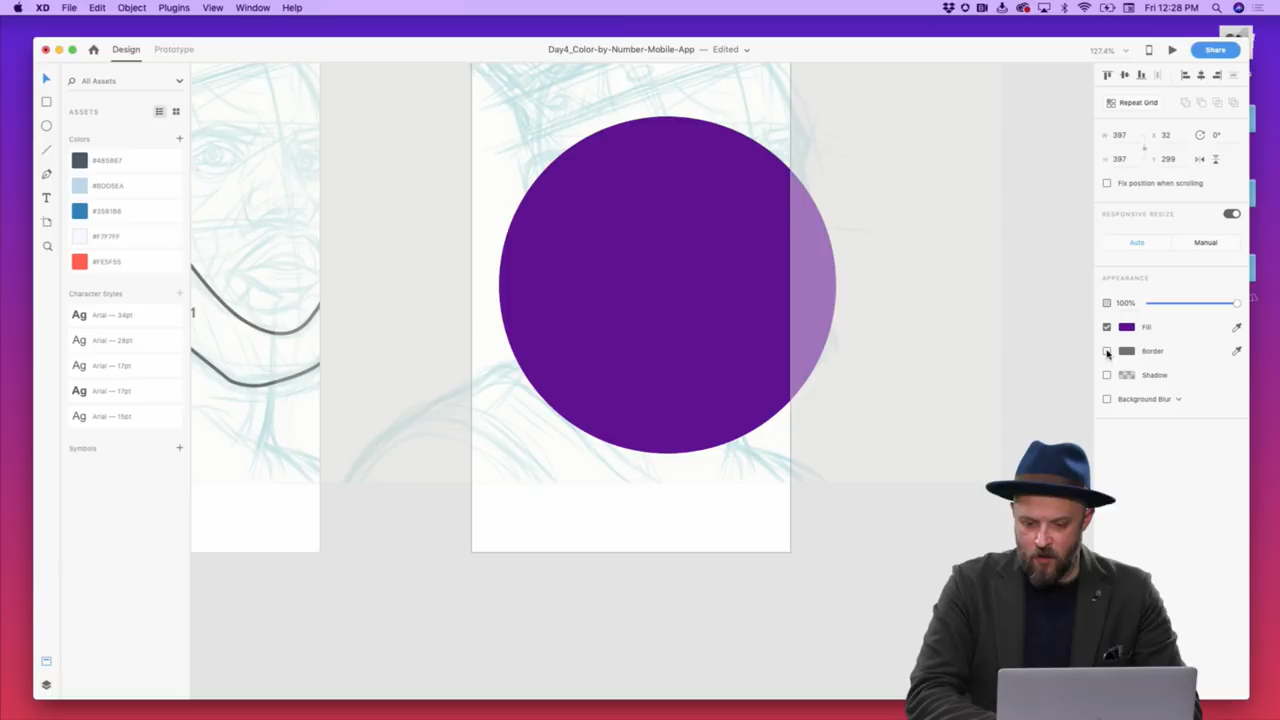 XD File Edit Object Plugins View Window Help
Fri 12:28 PM
Design Prototype
Day4_Color-by-Number-Mobile-App — Edited
127.4%
Share
All Assets
ASSETS
Colors
#485867
#BDD5EA
#3581B8
#F7F7FF
#FE5F55
Character Styles
Ag Arial — 34pt
Ag Arial — 28pt
Ag Arial — 17pt
Ag Arial — 17pt
Ag Arial — 15pt
Symbols
1
Repeat Grid
W 397 X 32 0°
H 397 Y 299
Fix position when scrolling
RESPONSIVE RESIZE
Auto Manual
APPEARANCE
100%
Fill
Border
Shadow
Background Blur